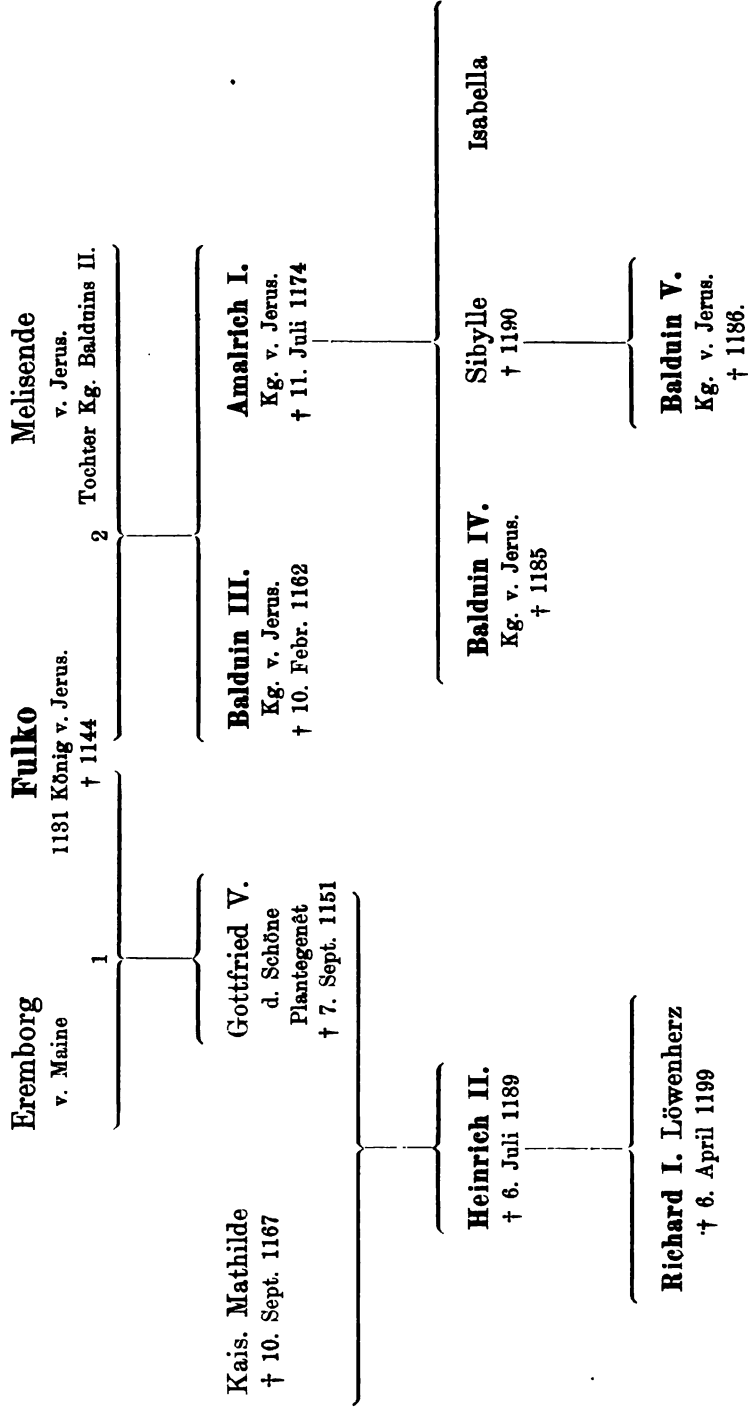 Eremborg
v. Maine
Fulko
1131 König v. Jerus.
† 1144
Melisende
v. Jerus.
Tochter Kg. Balduins II.
1
2
Kais. Mathilde
† 10. Sept. 1167
Gottfried V.
d. Schöne
Plantegenêt
† 7. Sept. 1151
Balduin III.
Kg. v. Jerus.
† 10. Febr. 1162
Amalrich I.
Kg. v. Jerus.
† 11. Juli 1174
Heinrich II.
† 6. Juli 1189
Balduin IV.
Kg. v. Jerus.
† 1185
Sibylle
† 1190
Isabella
Richard I. Löwenherz
† 6. April 1199
Balduin V.
Kg. v. Jerus.
† 1186.